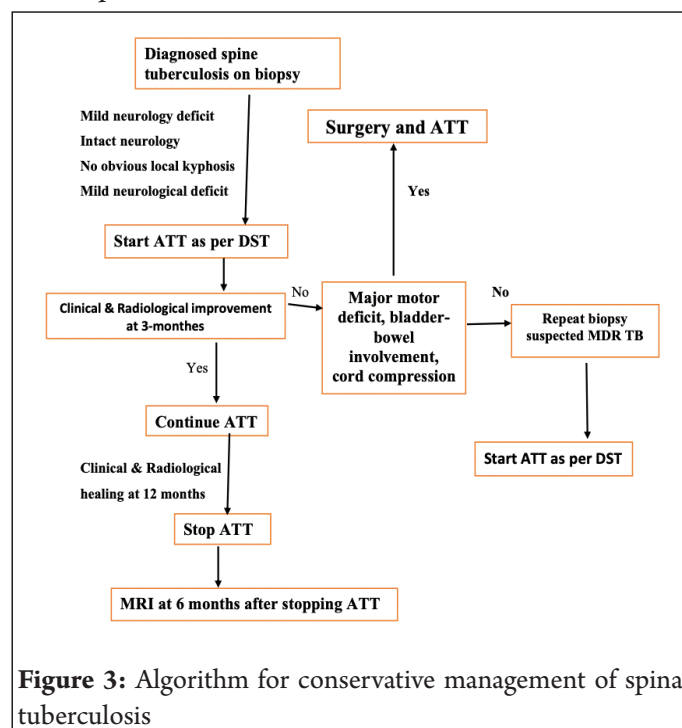 Diagnosed spine
tuberculosis on biopsy
Mild neurology deficit
Intact neurology
No obvious local kyphosis
Mild neurological deficit
Surgery and ATT
Yes
Start ATT as per DST
Clinical & Radiological improvement
at 3-monthes
No
Major motor
deficit, bladder-
bowel
involvement,
cord compression
No
Repeat biopsy
suspected MDR TB
Yes
Continue ATT
Start ATT as per DST
Clinical & Radiological
healing at 12 months
Stop ATT
MRI at 6 months after stopping ATT
Figure 3: Algorithm for conservative management of spina
tuberculosis